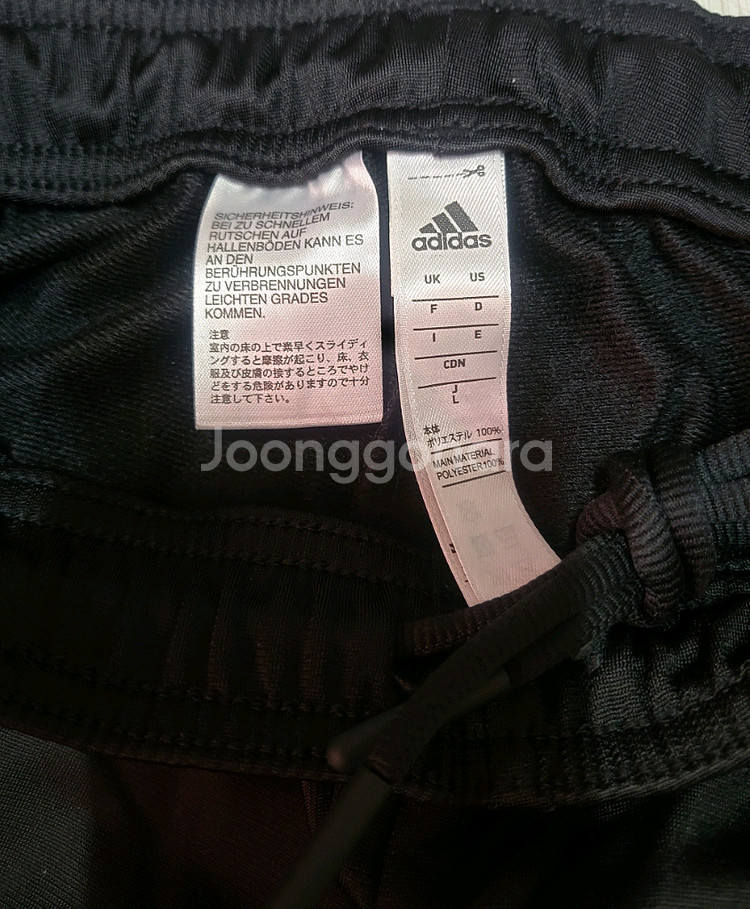 SICHERHEITSHINWEIS:
BEI ZU SCHNELLEM
RUTSCHEN AUF
HALLENBÖDEN KANN ES
AN DEN
BERÜHRUNGSPUNKTEN
ZU VERBRENNUNGEN
LEICHTEN GRADES
KOMMEN.
注意
室内の床の上で素早くスライディ
ングすると摩擦が起こり、床、衣
服及び皮膚の接するところでやけ
どをする危険がありますので十分
注意して下さい。
adidas
UK US
F D
I E
CDN
J
L
本体
ポリエステル 100%
MAIN MATERIAL
POLYESTER100%
Joonggonara